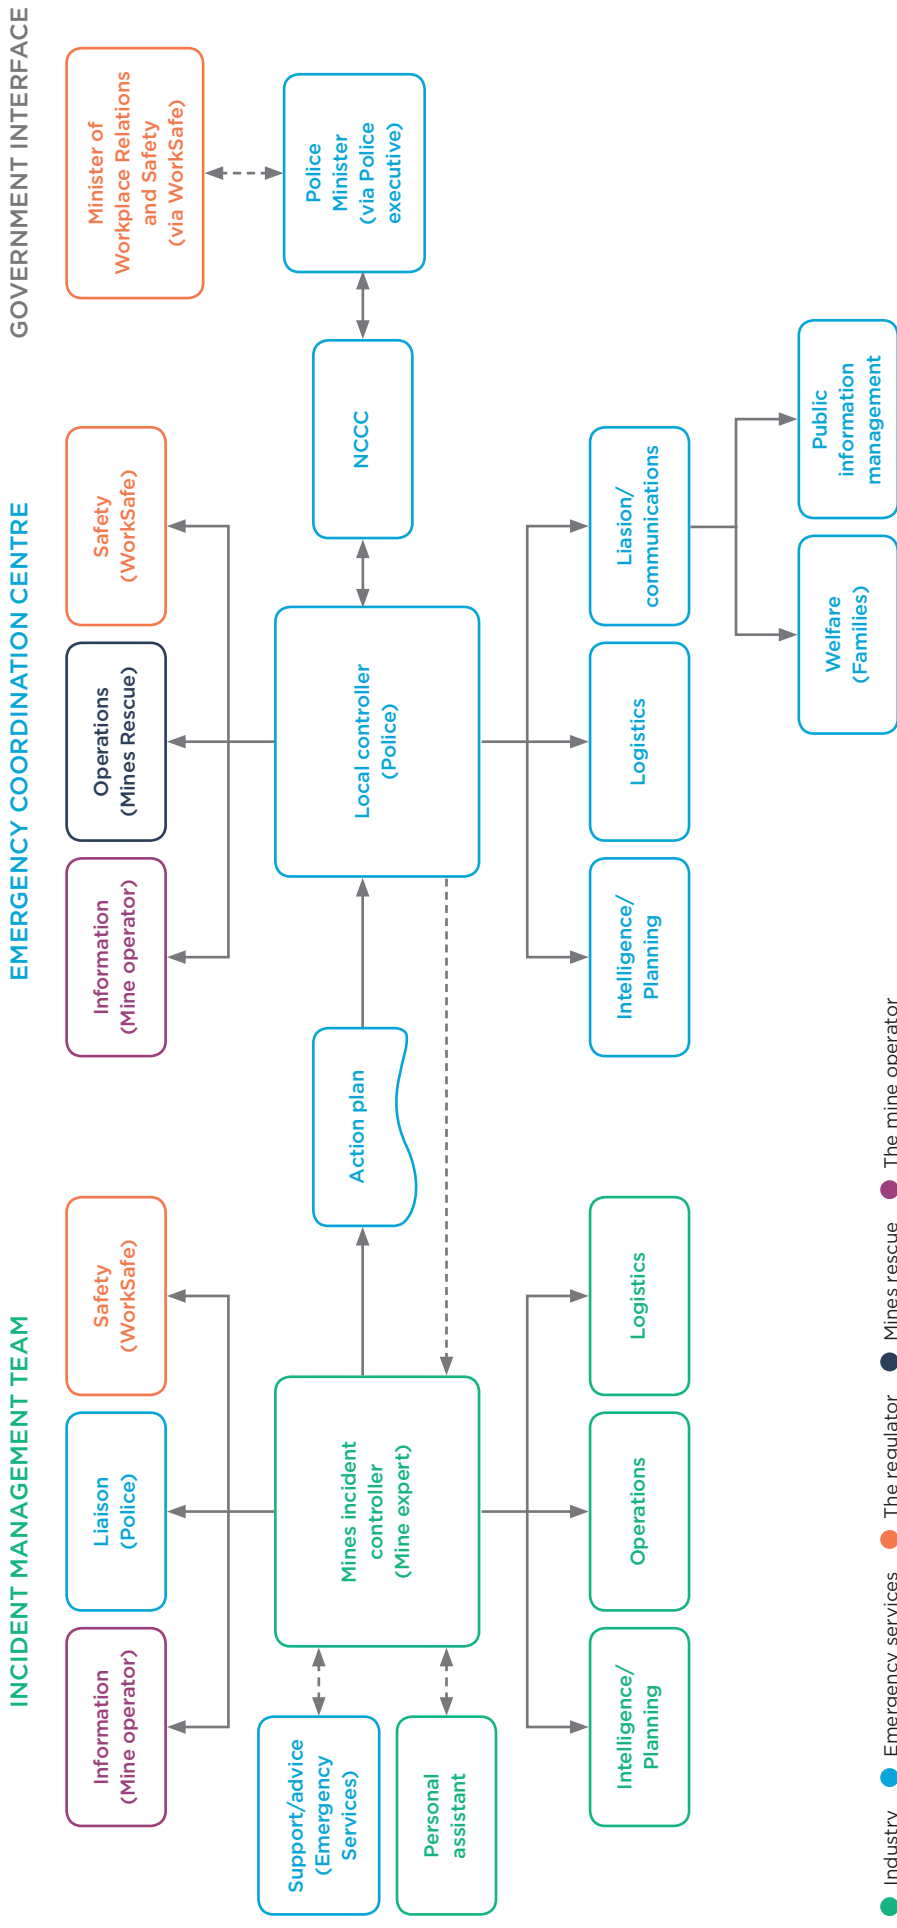 INCIDENT MANAGEMENT TEAM
EMERGENCY COORDINATION CENTRE
GOVERNMENT INTERFACE
Information
(Mine operator)
Liaison
(Police)
Safety
(WorkSafe)
Information
(Mine operator)
Operations
(Mines Rescue)
Safety
(WorkSafe)
Minister of
Workplace Relations
and Safety
(via WorkSafe)
Support/advice
(Emergency
Services)
Personal
assistant
Mines incident
controller
(Mine expert)
Action plan
Local controller
(Police)
NCCC
Police
Minister
(via Police
executive)
Intelligence/
Planning
Operations
Logistics
Intelligence/
Planning
Logistics
Liasion/
communications
Welfare
(Families)
Public
information
management
Industry
Emergency services
The regulator
Mines rescue
The mine operator